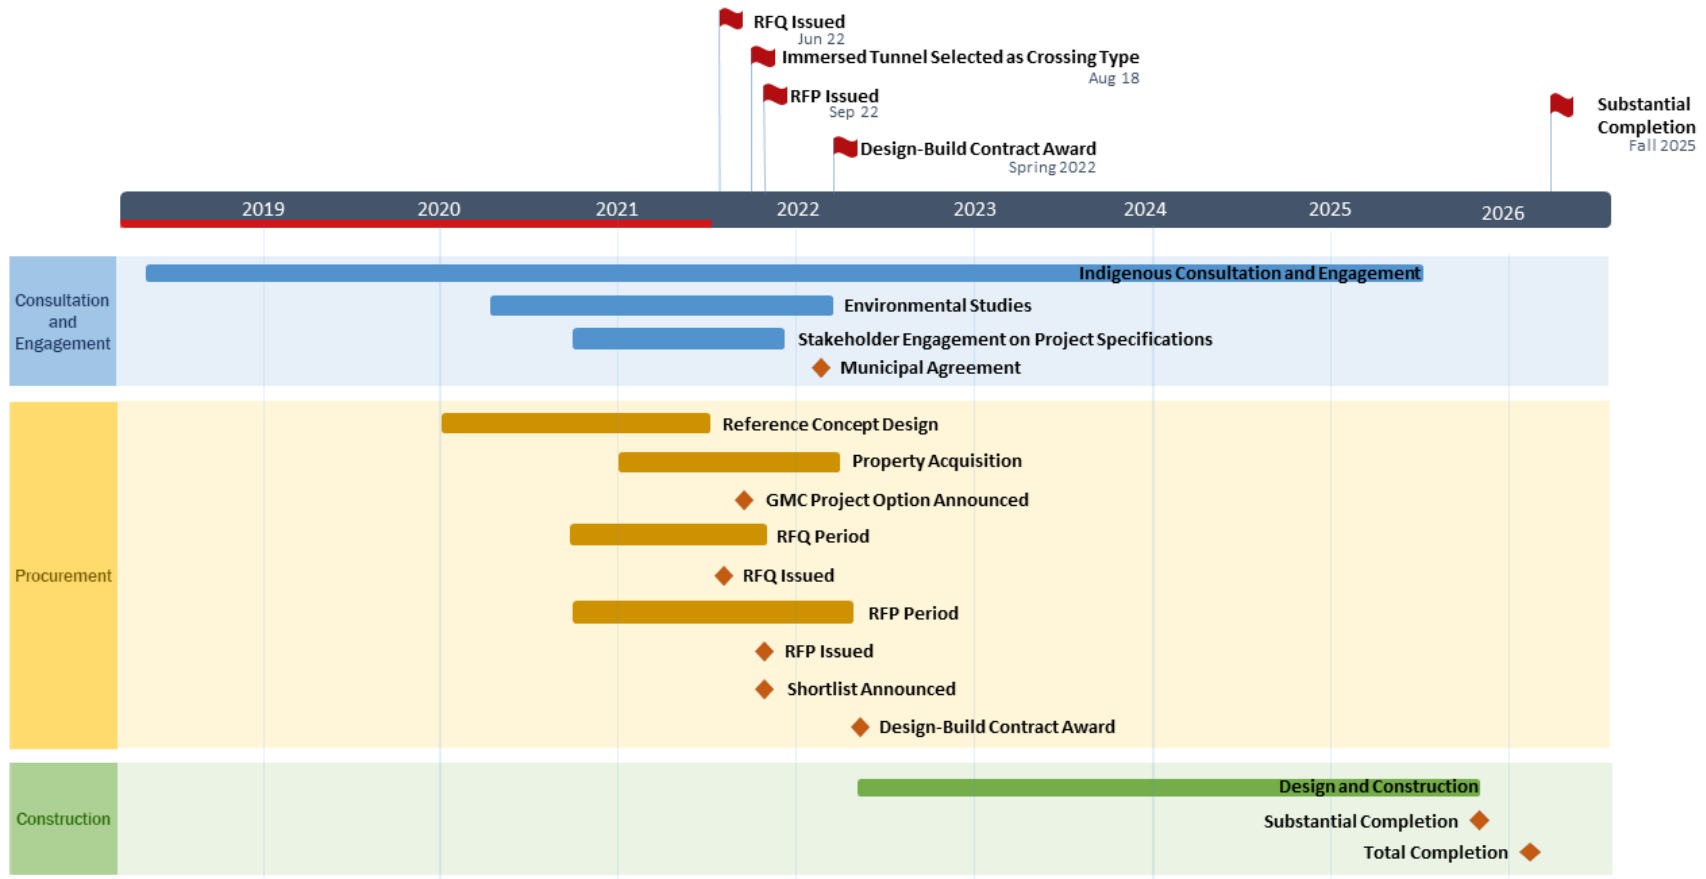 RFQ Issued
Jun 22
Immersed Tunnel Selected as Crossing Type
Aug 18
RFP Issued
Sep 22
Design-Build Contract Award
Spring 2022
Substantial
Completion
Fall 2025
2019 2020 2021 2022 2023 2024 2025 2026
Consultation
and
Engagement
Indigenous Consultation and Engagement
Environmental Studies
Stakeholder Engagement on Project Specifications
Municipal Agreement
Procurement
Reference Concept Design
Property Acquisition
GMC Project Option Announced
RFQ Period
RFQ Issued
RFP Period
RFP Issued
Shortlist Announced
Design-Build Contract Award
Construction
Design and Construction
Substantial Completion
Total Completion